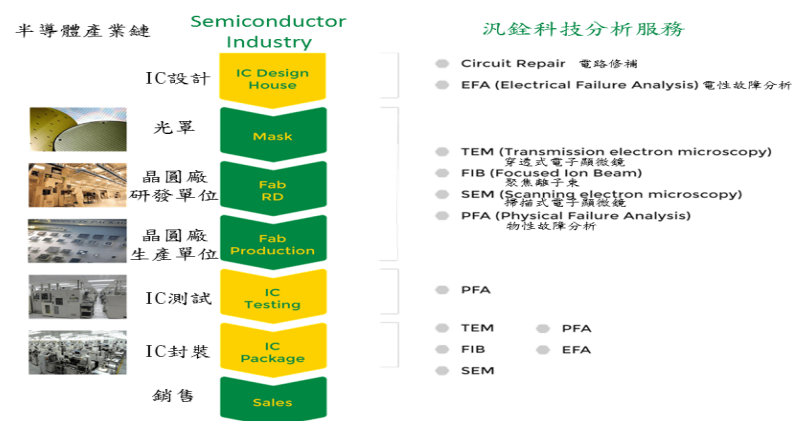 半導體產業鏈
Semiconductor
Industry
汎銓科技分析服務
IC設計
IC Design
House
Circuit Repair 電路修補
EFA (Electrical Failure Analysis) 電性故障分析
光罩
Mask
晶圓廠
研發單位
Fab
RD
晶圓廠
生產單位
Fab
Production
TEM (Transmission electron microscopy)
穿透式電子顯微鏡
FIB (Focused Ion Beam)
聚焦離子束
SEM (Scanning electron microscopy)
掃描式電子顯微鏡
PFA (Physical Failure Analysis)
物性故障分析
IC測試
IC
Testing
PFA
IC封裝
IC
Package
TEM PFA
FIB EFA
SEM
銷售
Sales